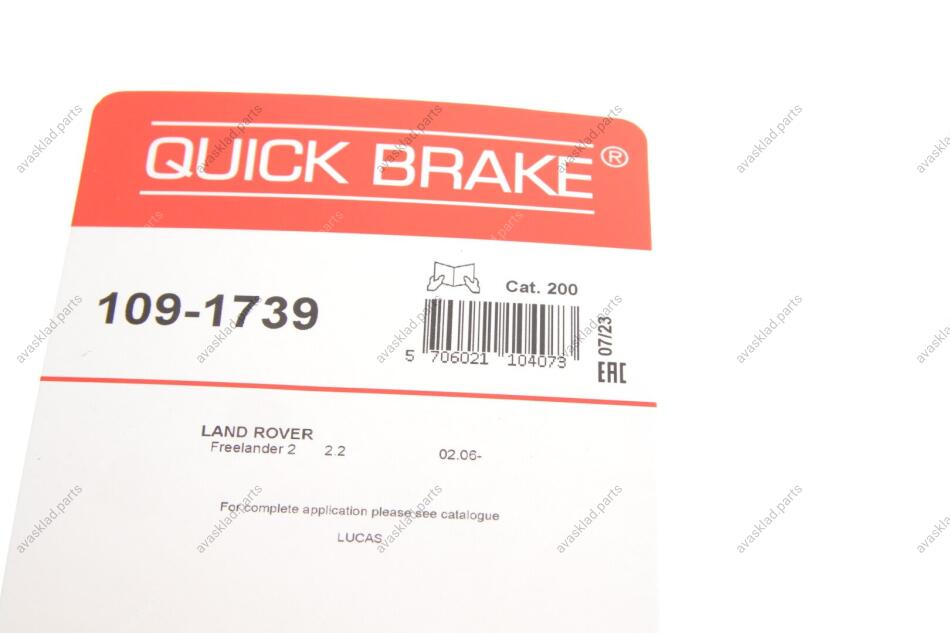 QUICK BRAKE®
109-1739
Cat. 200
5 706021 104073
07/23
EAC
LAND ROVER
Freelander 2 2.2 02.06-
For complete application please see catalogue
LUCAS
avasklad.parts